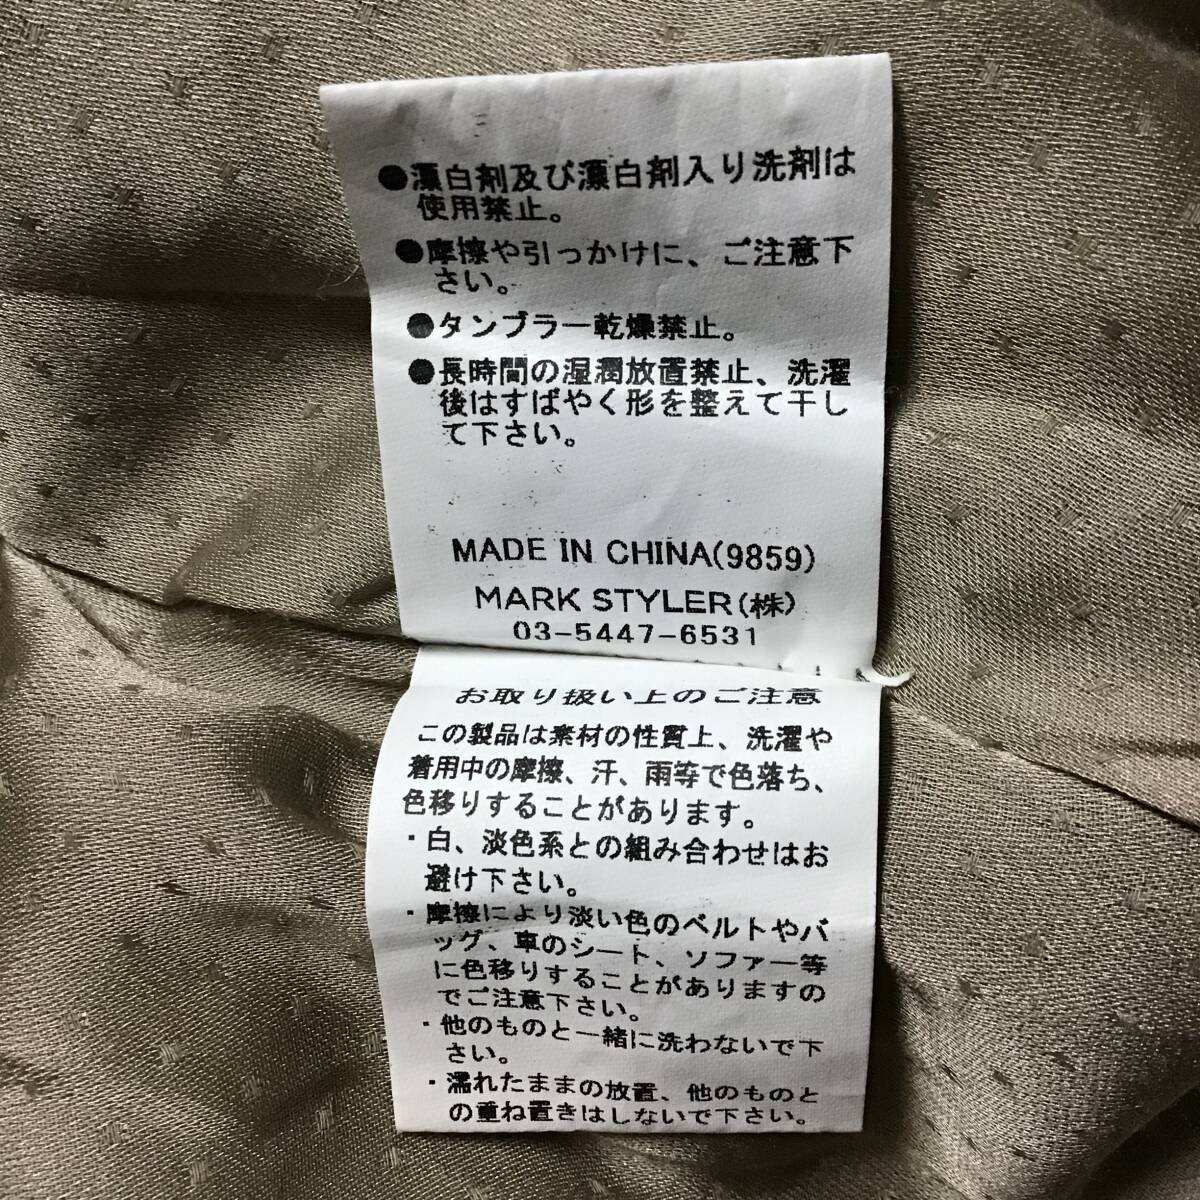 ●漂白剤及び漂白剤入り洗剤は
使用禁止。
●摩擦や引っかけに、ご注意下
さい。
●タンブラー乾燥禁止。
●長時間の湿潤放置禁止、洗濯
後はすばやく形を整えて干し
て下さい。
MADE IN CHINA(9859)
MARK STYLER(株)
03-5447-6531
お取り扱い上のご注意
この製品は素材の性質上、洗濯や
着用中の摩擦、汗、雨等で色落ち、
色移りすることがあります。
・白、淡色系との組み合わせはお
避け下さい。
・摩擦により淡い色のベルトやバ
ッグ、車のシート、ソファー等
に色移りすることがありますの
でご注意下さい。
・他のものと一緒に洗わないで下
さい。
・濡れたままの放置、他のものと
の重ね置きはしないで下さい。